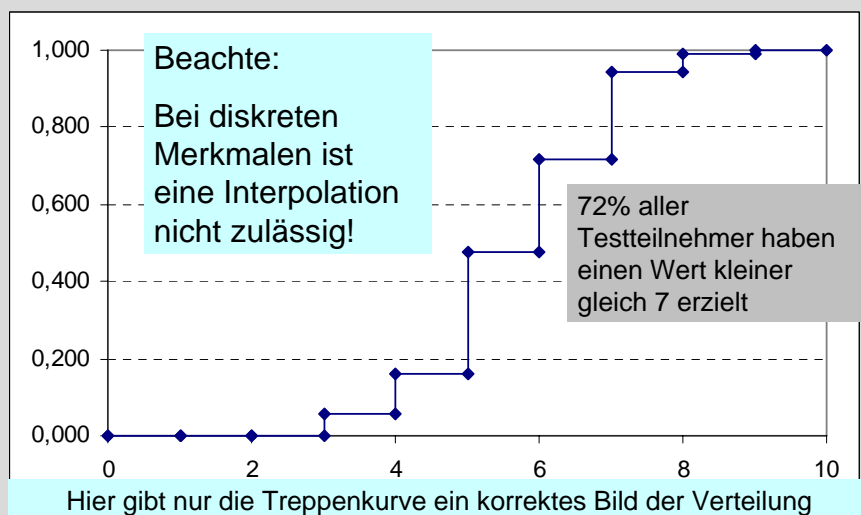 1,000
0,800
0,600
0,400
0,200
0,000
Beachte:
Bei diskreten
Merkmalen ist
eine Interpolation
nicht zulässig!
72% aller
Testteilnehmer haben
einen Wert kleiner
gleich 7 erzielt
0 2 4 6 8 10
Hier gibt nur die Treppenkurve ein korrektes Bild der Verteilung